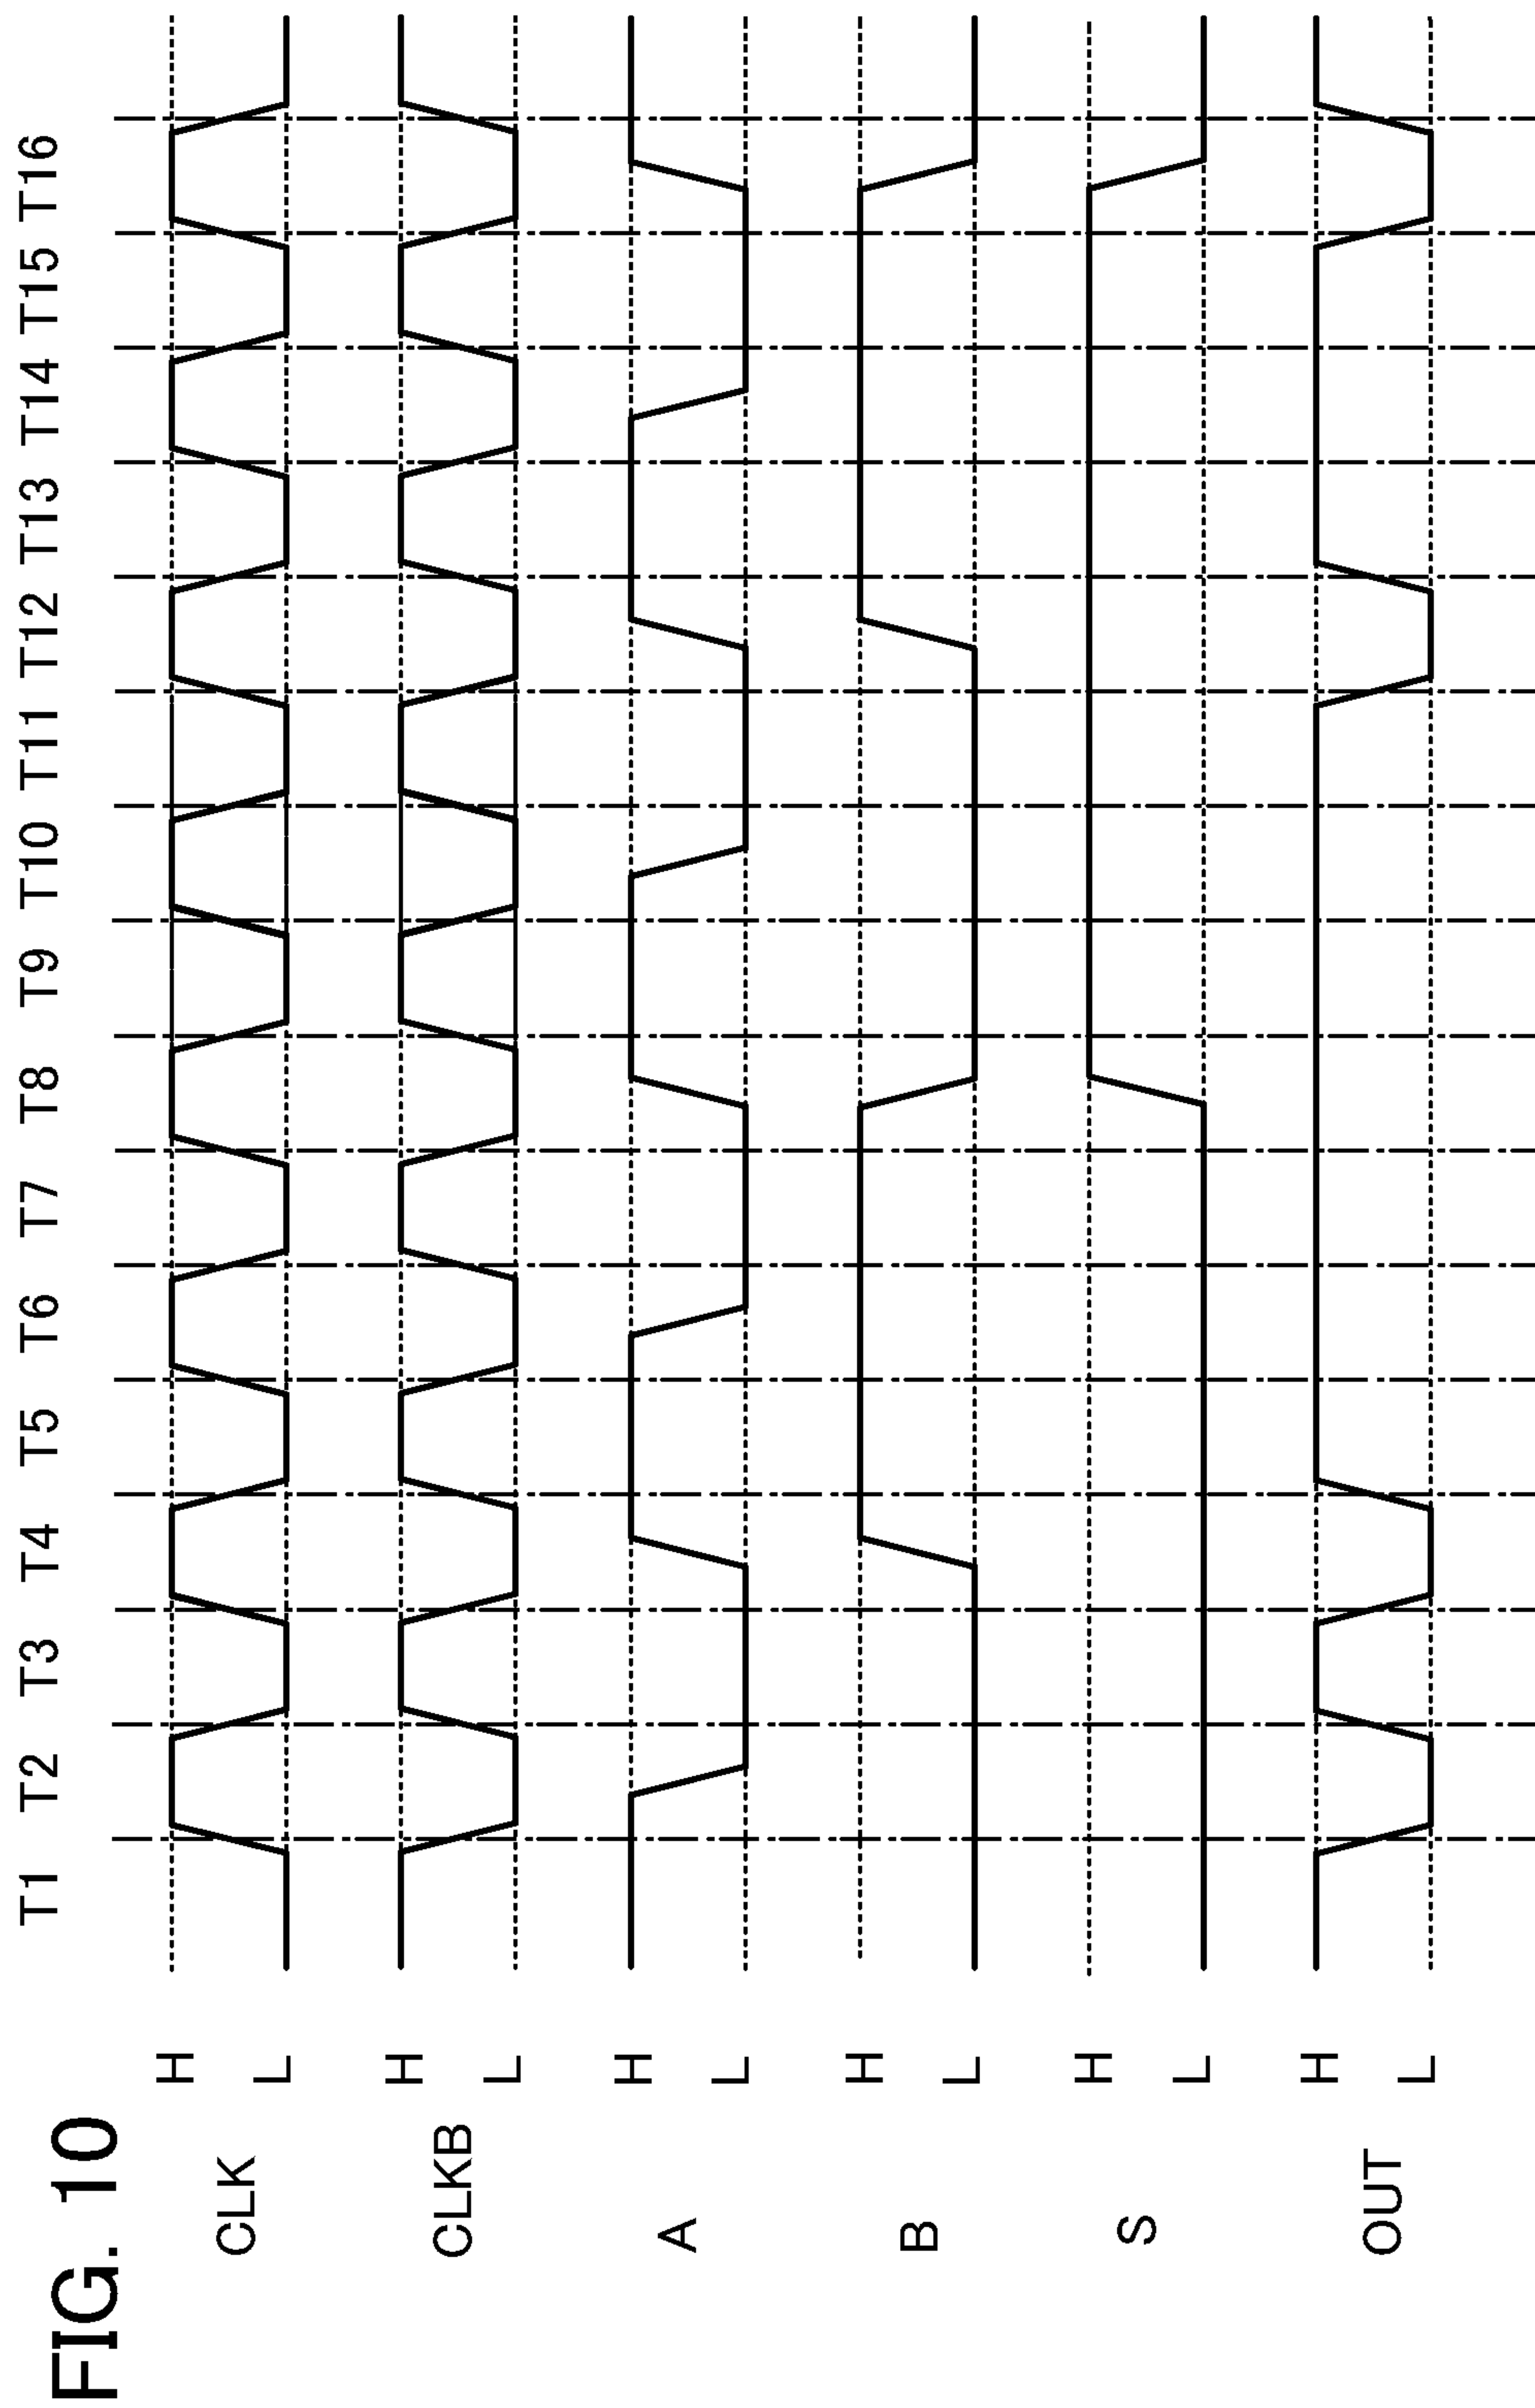 FIG. 10
T1 T2 T3 T4 T5 T6 T7 T8 T9 T10 T11 T12 T13 T14 T15 T16
CLK H
L
CLKB H
L
A H
L
B H
L
S H
L
OUT H
L